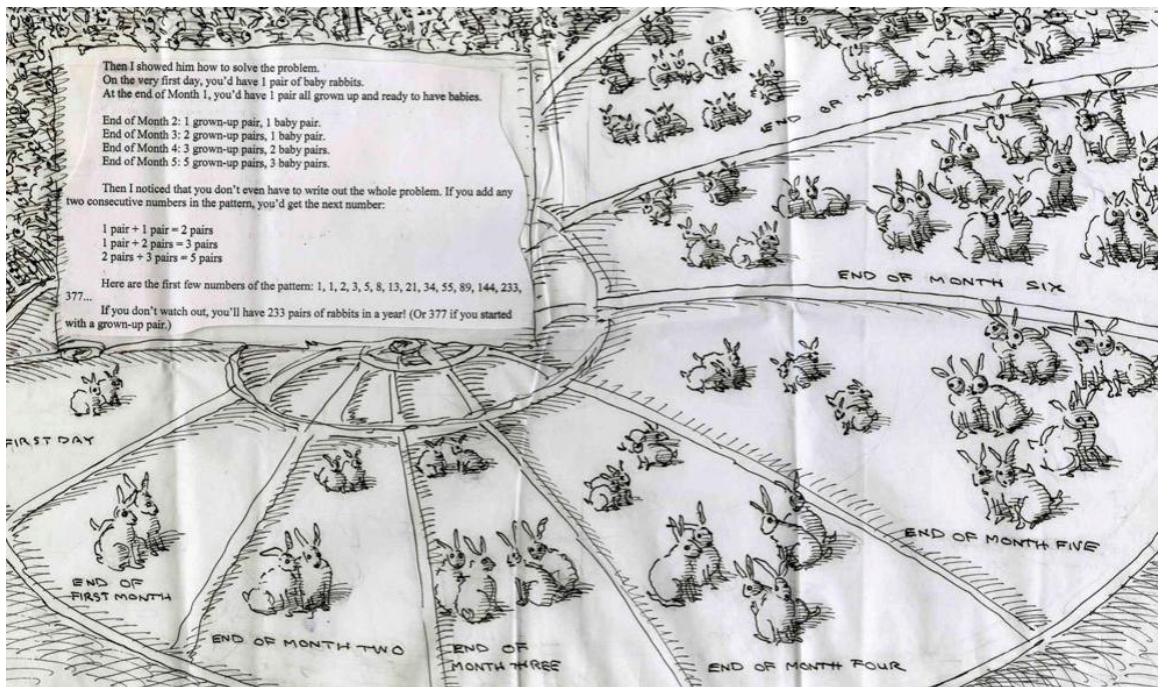 Then I showed him how to solve the problem.
On the very first day, you'd have 1 pair of baby rabbits.
At the end of Month 1, you'd have 1 pair all grown up and ready to have babies.
End of Month 2: 1 grown-up pair, 1 baby pair.
End of Month 3: 2 grown-up pairs, 1 baby pair.
End of Month 4: 3 grown-up pairs, 2 baby pairs.
End of Month 5: 5 grown-up pairs, 3 baby pairs.
Then I noticed that you don't even have to write out the whole problem. If you add any
two consecutive numbers in the pattern, you'd get the next number:
1 pair + 1 pair = 2 pairs
1 pair + 2 pairs = 3 pairs
2 pairs + 3 pairs = 5 pairs
Here are the first few numbers of the pattern: 1, 1, 2, 3, 5, 8, 13, 21, 34, 55, 89, 144, 233,
377...
If you don't watch out, you'll have 233 pairs of rabbits in a year! (Or 377 if you started
with a grown-up pair.)
FIRST DAY
END OF
FIRST MONTH
END OF MONTH TWO
END OF
MONTH THREE
END OF MONTH FOUR
END OF MONTH FIVE
END OF MONTH SIX
END OF